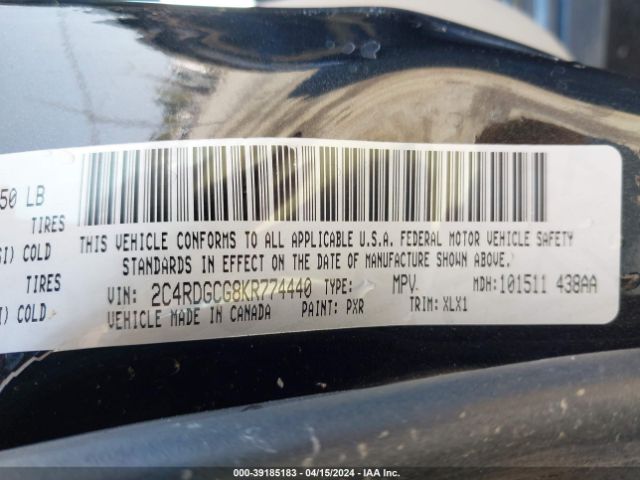 50 LB
TIRES
SI) COLD
TIRES
I) COLD
THIS VEHICLE CONFORMS TO ALL APPLICABLE U.S.A. FEDERAL MOTOR VEHICLE SAFETY
STANDARDS IN EFFECT ON THE DATE OF MANUFACTURE SHOWN ABOVE.
VIN: 2C4RDGCG8KR774440 TYPE: MPV. MDH:101511 438AA
VEHICLE MADE IN CANADA PAINT: PXR TRIM: XLX1
000-39185183 - 04/15/2024 - IAA Inc.